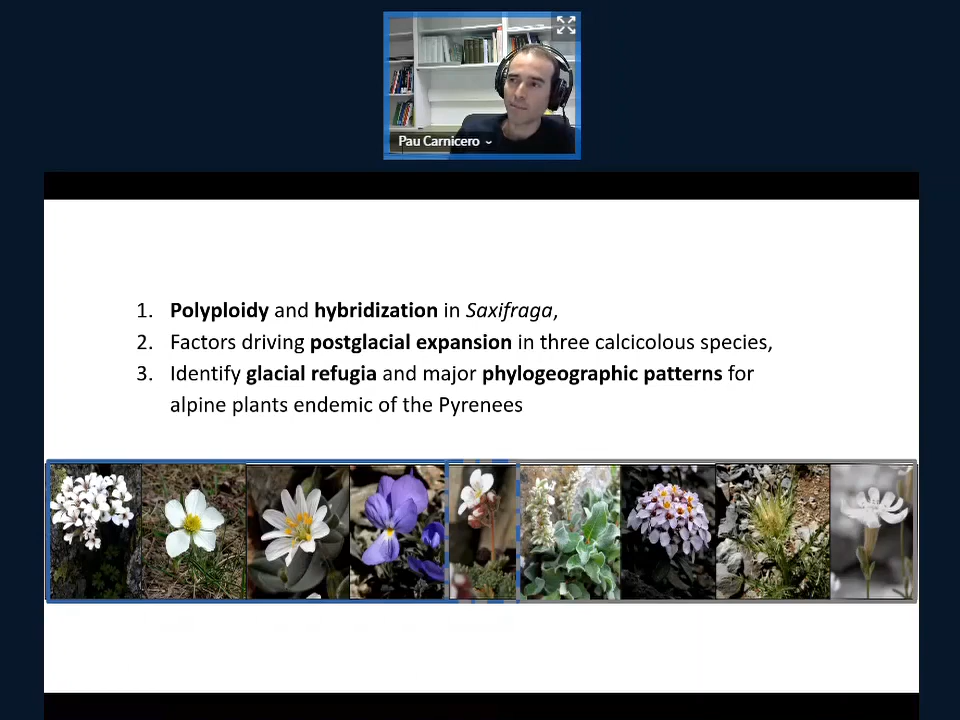 Pau Carnicero
1. Polyploidy and hybridization in Saxifraga,
2. Factors driving postglacial expansion in three calcicolous species,
3. Identify glacial refugia and major phylogeographic patterns for
alpine plants endemic of the Pyrenees